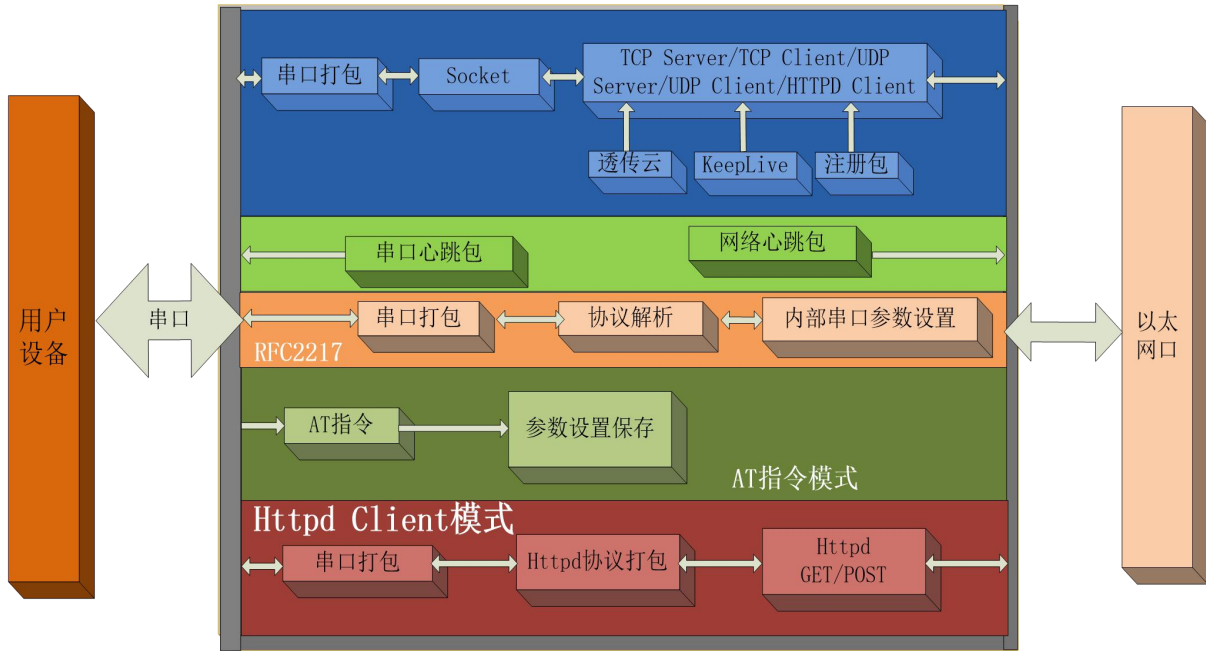 串口打包
Socket
TCP Server/TCP Client/UDP
Server/UDP Client/HTTPD Client
透传云
KeepLive
注册包
串口心跳包
网络心跳包
用户
设备
串口
串口打包
协议解析
内部串口参数设置
RFC2217
以太
网口
AT指令
参数设置保存
AT指令模式
Httpd Client模式
串口打包
Httpd协议打包
Httpd
GET/POST